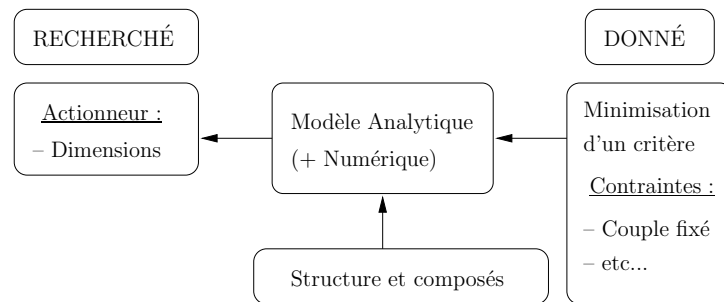 RECHERCHÉ
DONNÉ
Actionneur :
– Dimensions
Modèle Analytique
(+ Numérique)
Minimisation
d'un critère
Contraintes :
– Couple fixé
– etc...
Structure et composés